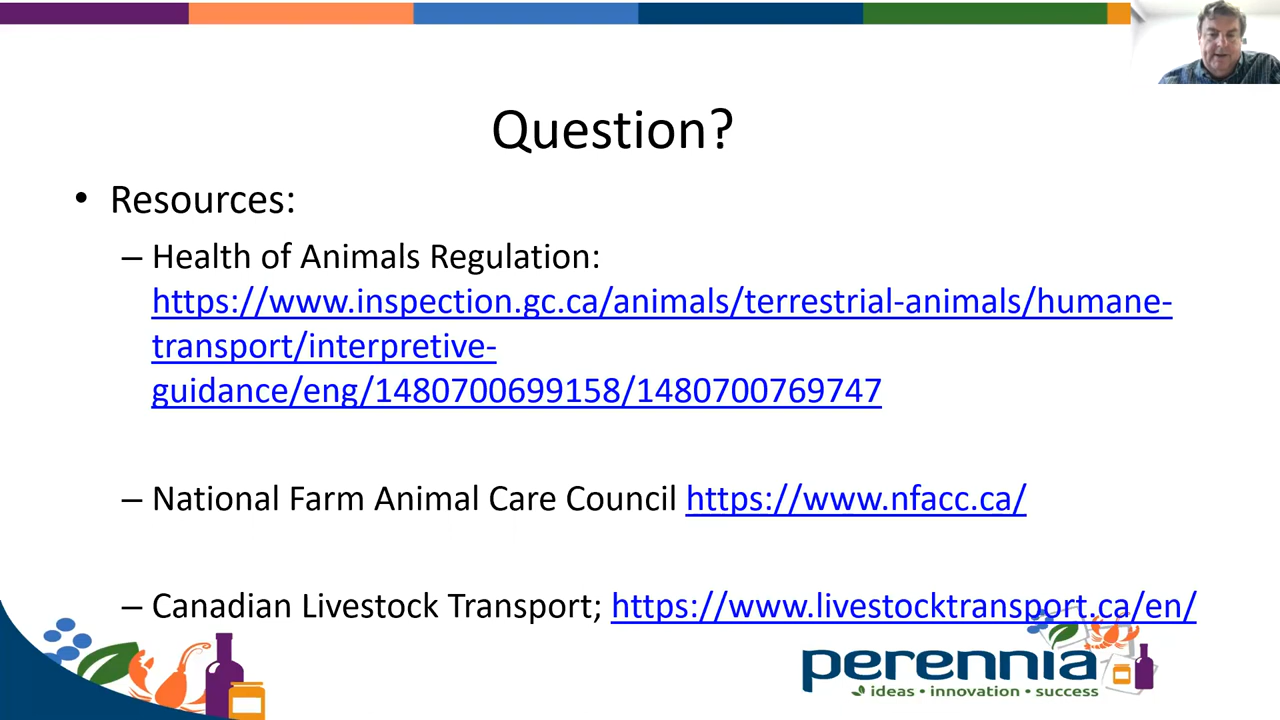 Question?
• Resources:
– Health of Animals Regulation:
https://www.inspection.gc.ca/animals/terrestrial-animals/humane-
transport/interpretive-
guidance/eng/1480700699158/1480700769747
– National Farm Animal Care Council https://www.nfacc.ca/
– Canadian Livestock Transport; https://www.livestocktransport.ca/en/
perennia
ideas • innovation • success